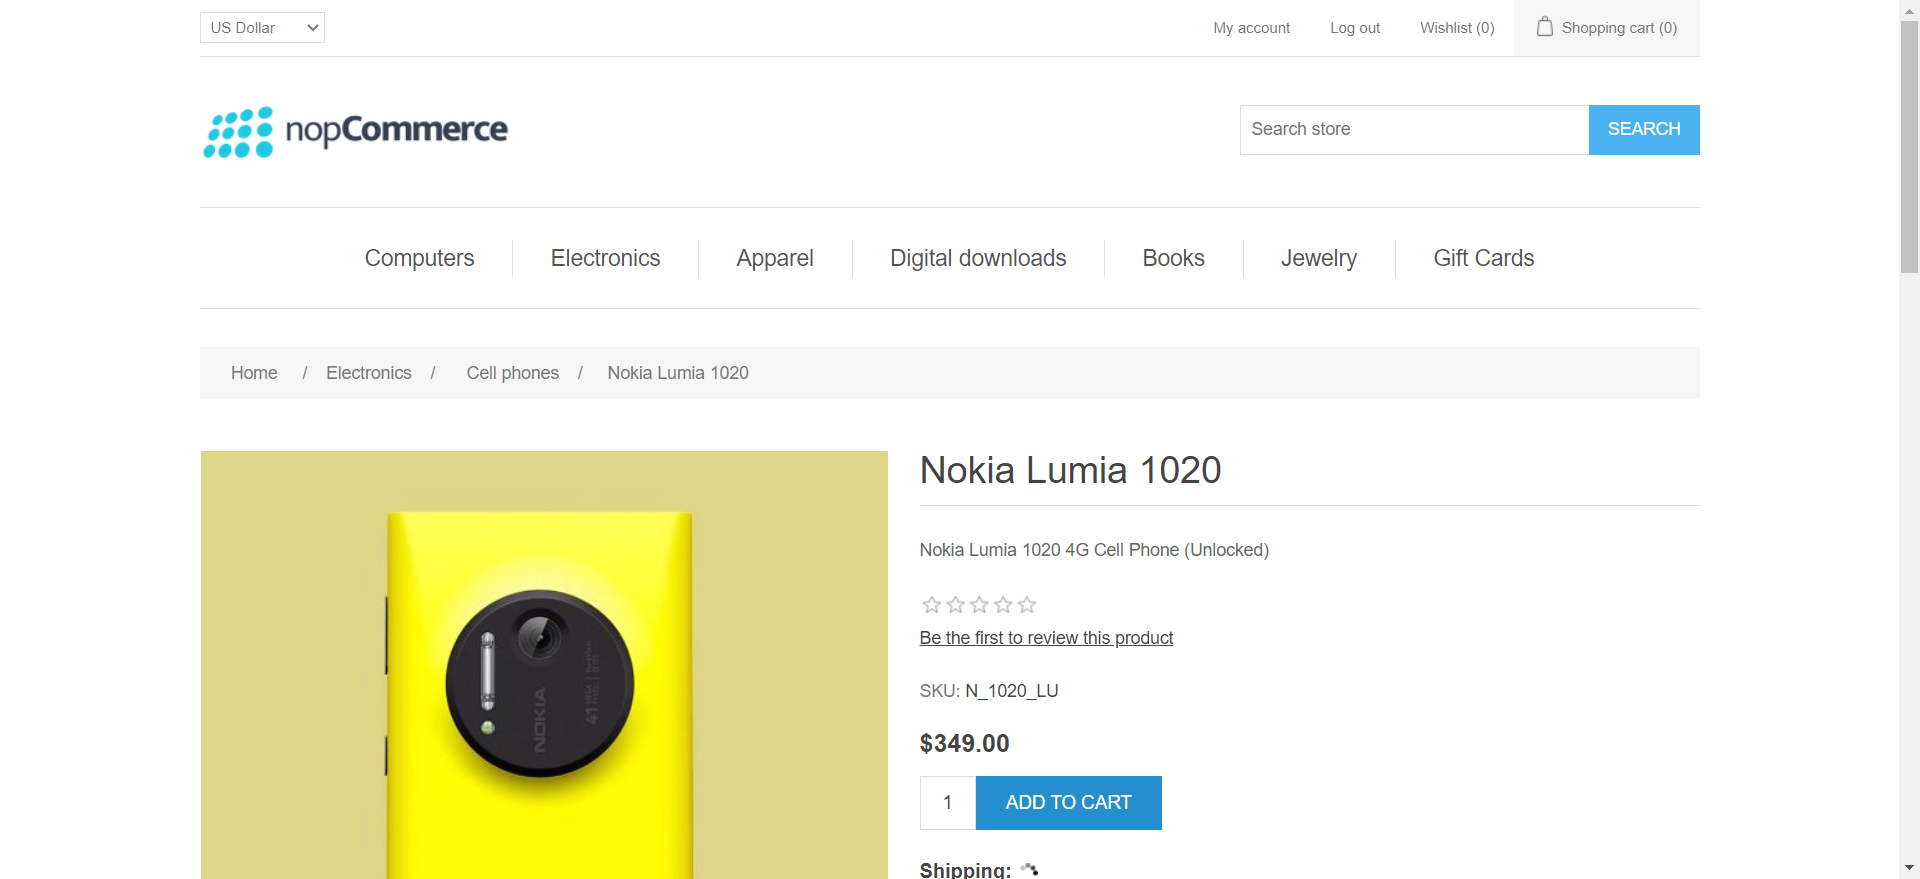 US Dollar
My account
Log out
Wishlist (0)
Shopping cart (0)
nopCommerce
Search store
SEARCH
Computers
Electronics
Apparel
Digital downloads
Books
Jewelry
Gift Cards
Home / Electronics / Cell phones / Nokia Lumia 1020
Nokia Lumia 1020
Nokia Lumia 1020 4G Cell Phone (Unlocked)
Be the first to review this product
SKU: N_1020_LU
$349.00
1
ADD TO CART
Shipping:
NOKIA
41